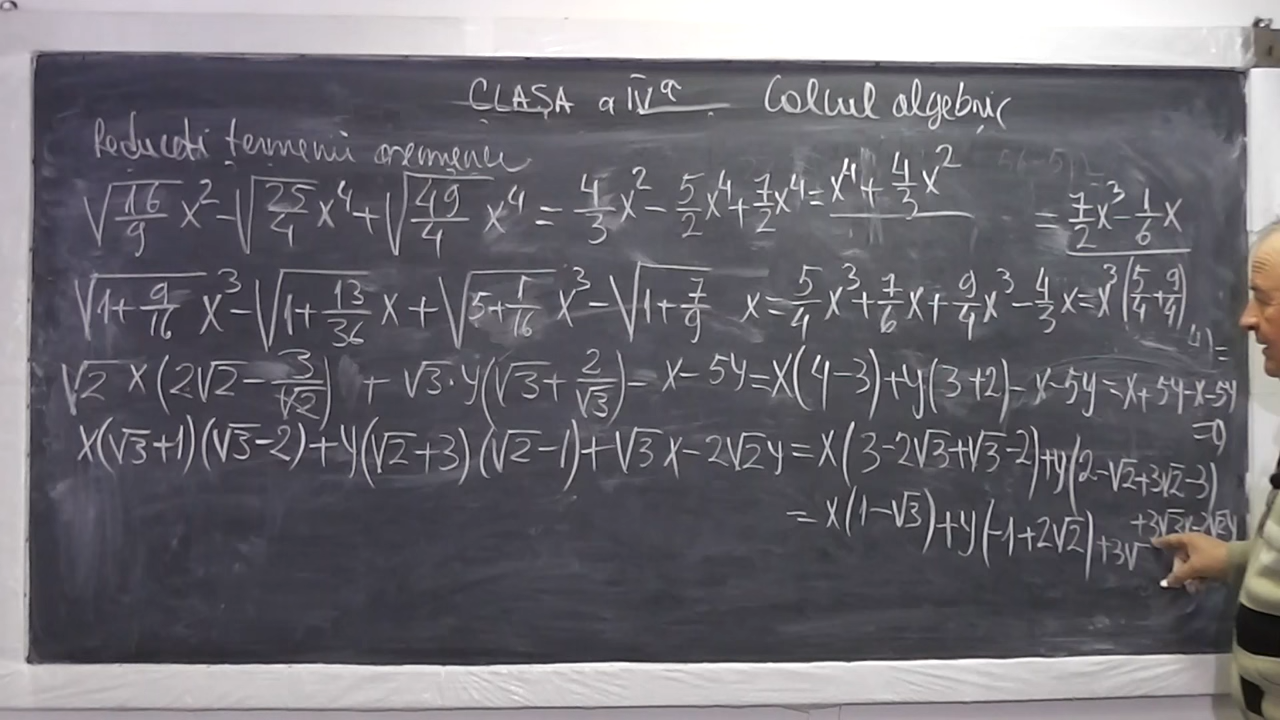 CLASA a IVª Calcul algebric
Reduceți termenii asemenea
√(16/9) x² - √(25/4) x⁴ + √(49/4) x⁴ = 4/3 x² - 5/2 x⁴ + 7/2 x⁴ = x⁴ + 4/3 x²
= 7/2 x³ - 1/6 x
√(1+9/16) x³ - √(1+13/36) x + √(5+1/16) x³ - √(1+7/9) x = 5/4 x³ + 7/6 x + 9/4 x³ - 4/3 x = x³(5/4 + 9/4)
√2 x (2√2 - 3/√2) + √3·y(√3 + 2/√3) - x - 5y = x(4-3) + y(3+2) - x - 5y = x + 5y - x - 5y
= 0
x(√3+1)(√3-2) + y(√2+3)(√2-1) + √3 x - 2√2 y = x(3-2√3+√3-2) + y(2-√2+3√2-3)
+3√3x-2√2y
= x(1-√3) + y(-1+2√2) + 3√